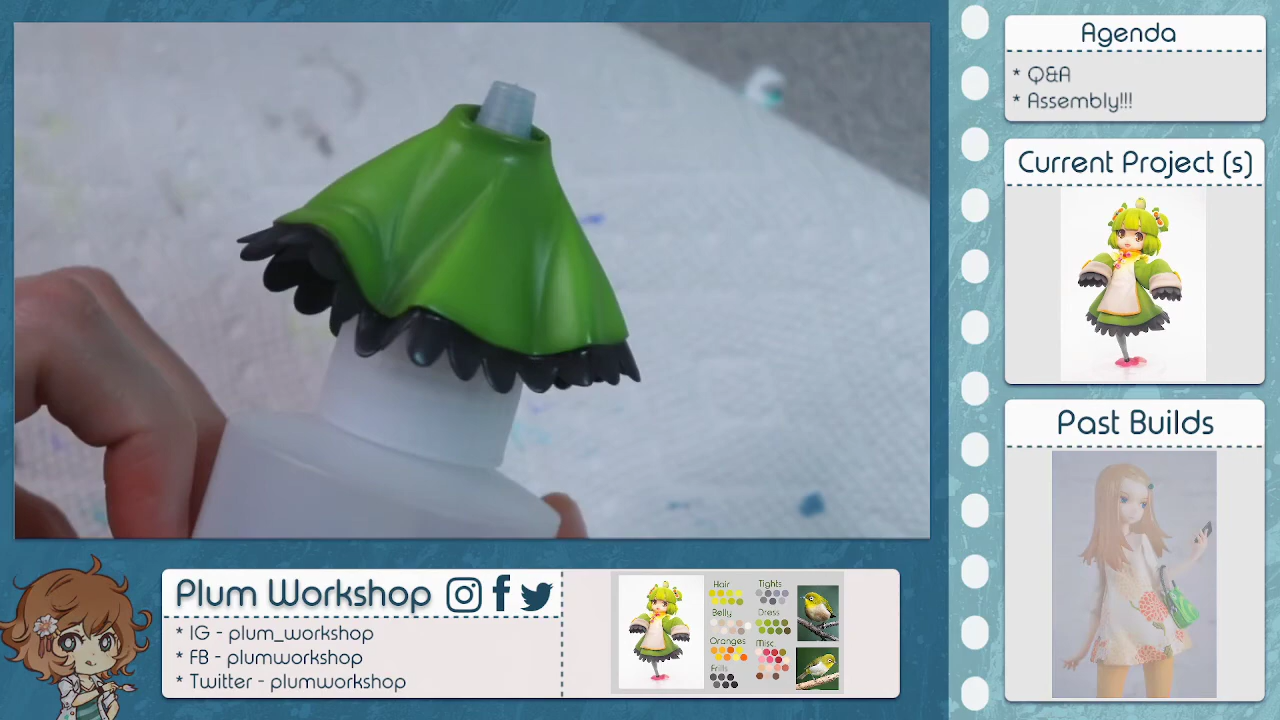 Agenda
* Q&A
* Assembly!!!
Current Project (s)
Past Builds
Plum Workshop
* IG - plum_workshop
* FB - plumworkshop
* Twitter - plumworkshop
Hair
Tights
Belly
Dress
Oranges
Misc
Frills